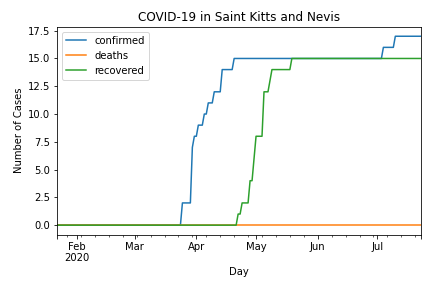 COVID-19 in Saint Kitts and Nevis
confirmed
deaths
recovered
Number of Cases
17.5
15.0
12.5
10.0
7.5
5.0
2.5
0.0
Feb Mar Apr May Jun Jul
2020
Day